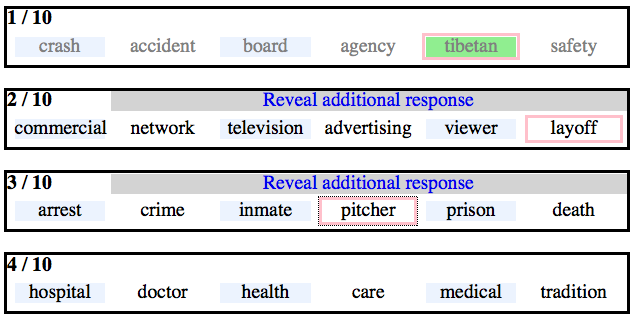 1 / 10
crash accident board agency tibetan safety
2 / 10 Reveal additional response
commercial network television advertising viewer layoff
3 / 10 Reveal additional response
arrest crime inmate pitcher prison death
4 / 10
hospital doctor health care medical tradition